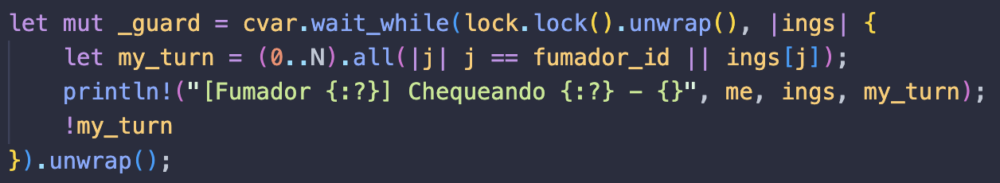 let mut _guard = cvar.wait_while(lock.lock().unwrap(), |ings| {
    let my_turn = (0..N).all(|j| j == fumador_id || ings[j]);
    println!("[Fumador {:?}] Chequeando {:?} - {}", me, ings, my_turn);
    !my_turn
}).unwrap();